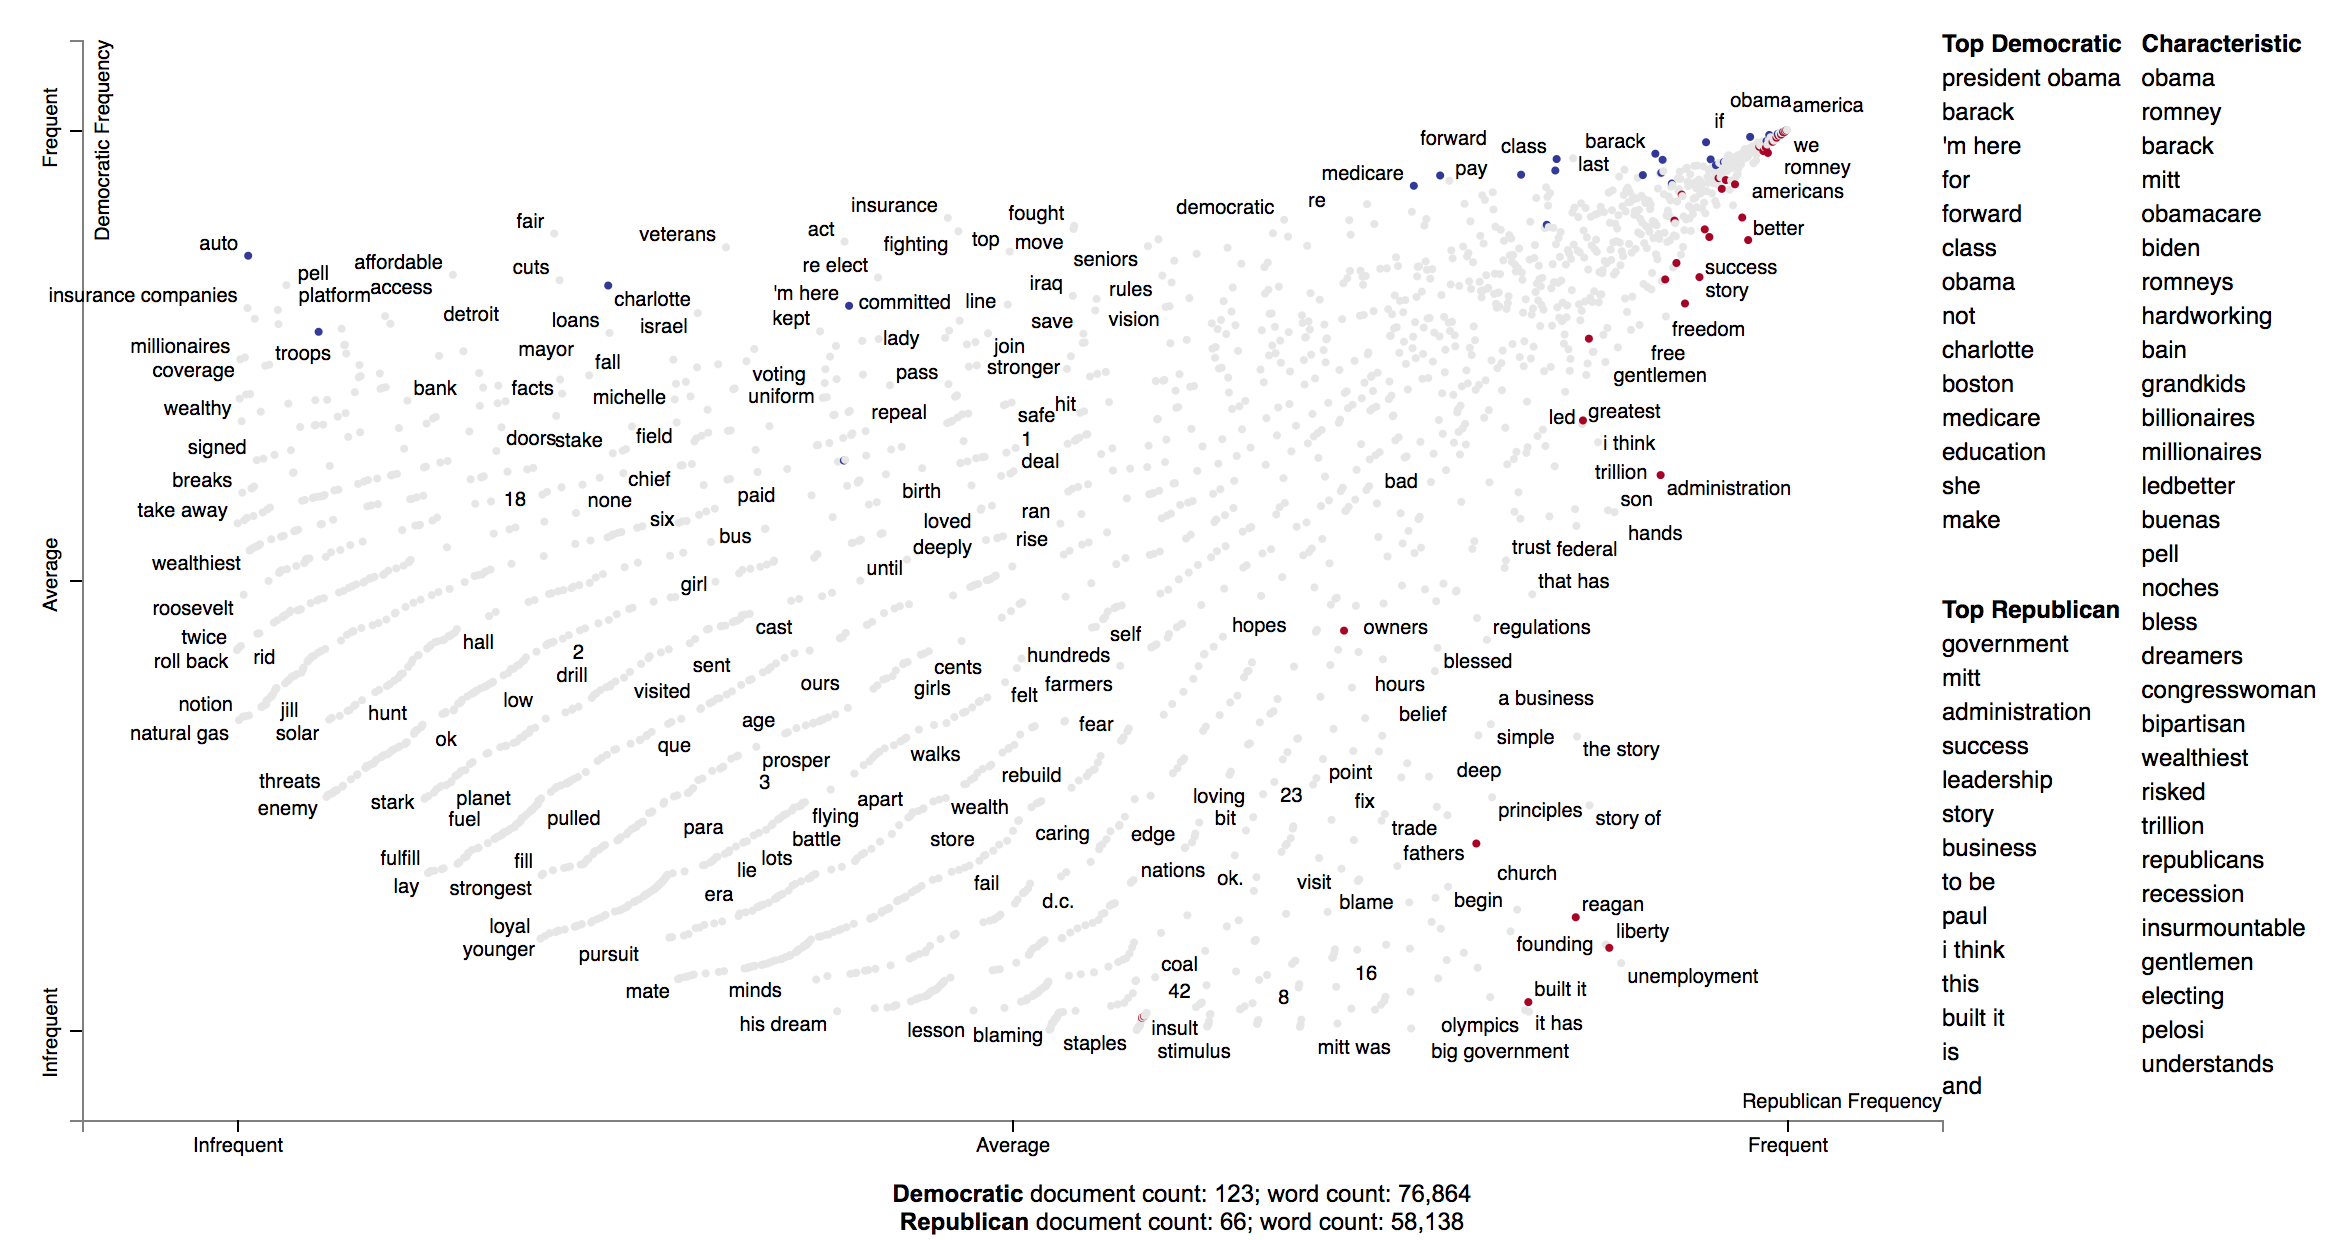 Top Democratic Characteristic
president obama obama
barack romney
'm here barack
for mitt
forward obamacare
class biden
obama romneys
not hardworking
charlotte bain
boston grandkids
medicare billionaires
education millionaires
she ledbetter
make buenas
pell
noches
Top Republican bless
government dreamers
mitt congresswoman
administration bipartisan
success wealthiest
leadership risked
story trillion
business republicans
to be recession
paul insurmountable
i think gentlemen
this electing
built it pelosi
is understands
and
Democratic Frequency
Frequent
Average
Infrequent
obama america
if
forward class barack we
medicare pay last romney
americans
insurance fought democratic re
fair veterans act fighting top move better
auto
affordable cuts re elect seniors success
pell access iraq rules story
insurance companies platform charlotte 'm here committed line
detroit loans israel kept save vision freedom
millionaires troops mayor fall lady join free
coverage voting pass stronger gentlemen
bank facts michelle uniform
wealthy repeal safe hit led greatest
signed doors stake field 1 i think
deal
breaks chief trillion administration
take away 18 none six paid birth bad son
loved ran hands
bus deeply rise trust federal
wealthiest until that has
girl
roosevelt
twice hall cast self hopes owners regulations
roll back rid 2 sent cents hundreds blessed
drill visited ours girls felt farmers hours a business
notion jill hunt low age fear belief
natural gas solar ok que walks simple the story
threats prosper rebuild point deep
enemy stark planet 3 apart wealth loving 23 fix principles story of
fuel pulled para flying battle store caring edge bit trade
fulfill fill lie lots fathers
lay strongest era fail nations ok. visit church
d.c. blame begin reagan
loyal liberty
younger pursuit founding
coal 16 unemployment
mate minds 42 8 built it
his dream lesson blaming staples insult olympics it has
stimulus mitt was big government
Republican Frequency
Infrequent Average Frequent
Democratic document count: 123; word count: 76,864
Republican document count: 66; word count: 58,138